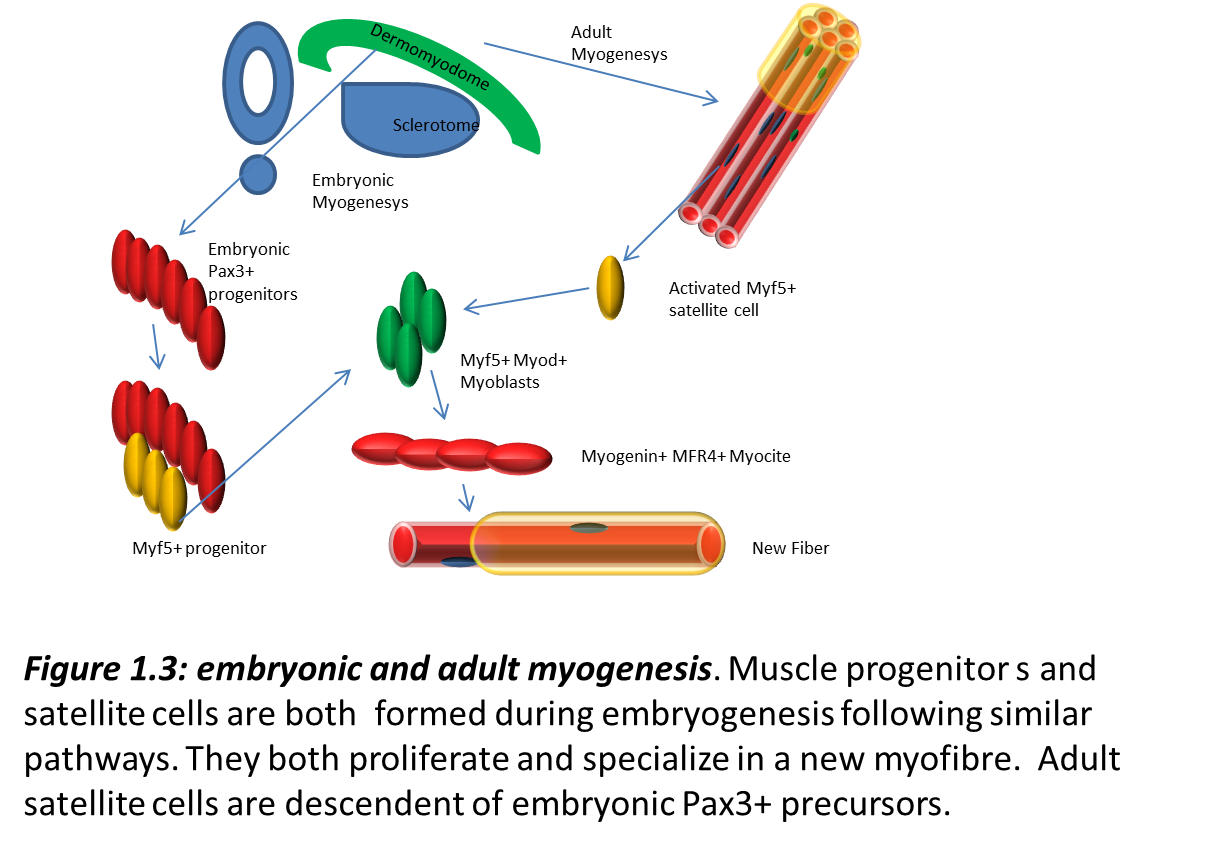 Dermomyodome
Adult
Myogenesys
Sclerotome
Embryonic
Myogenesys
Embryonic
Pax3+
progenitors
Activated Myf5+
satellite cell
Myf5+ Myod+
Myoblasts
Myogenin+ MFR4+ Myocite
Myf5+ progenitor
New Fiber
Figure 1.3: embryonic and adult myogenesis. Muscle progenitor s and
satellite cells are both formed during embryogenesis following similar
pathways. They both proliferate and specialize in a new myofibre. Adult
satellite cells are descendent of embryonic Pax3+ precursors.